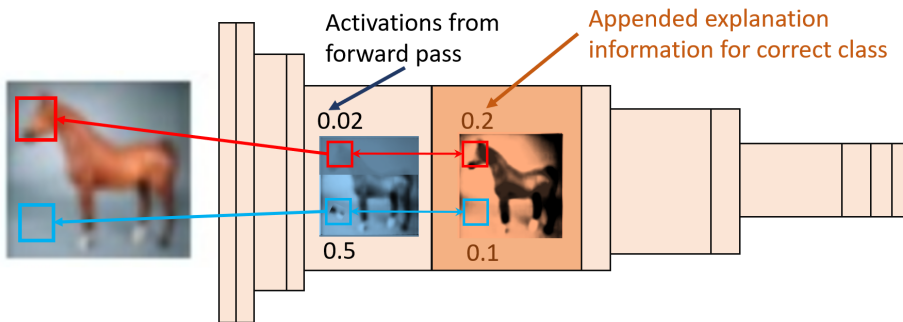 Activations from
forward pass
Appended explanation
information for correct class
0.02
0.2
0.5
0.1